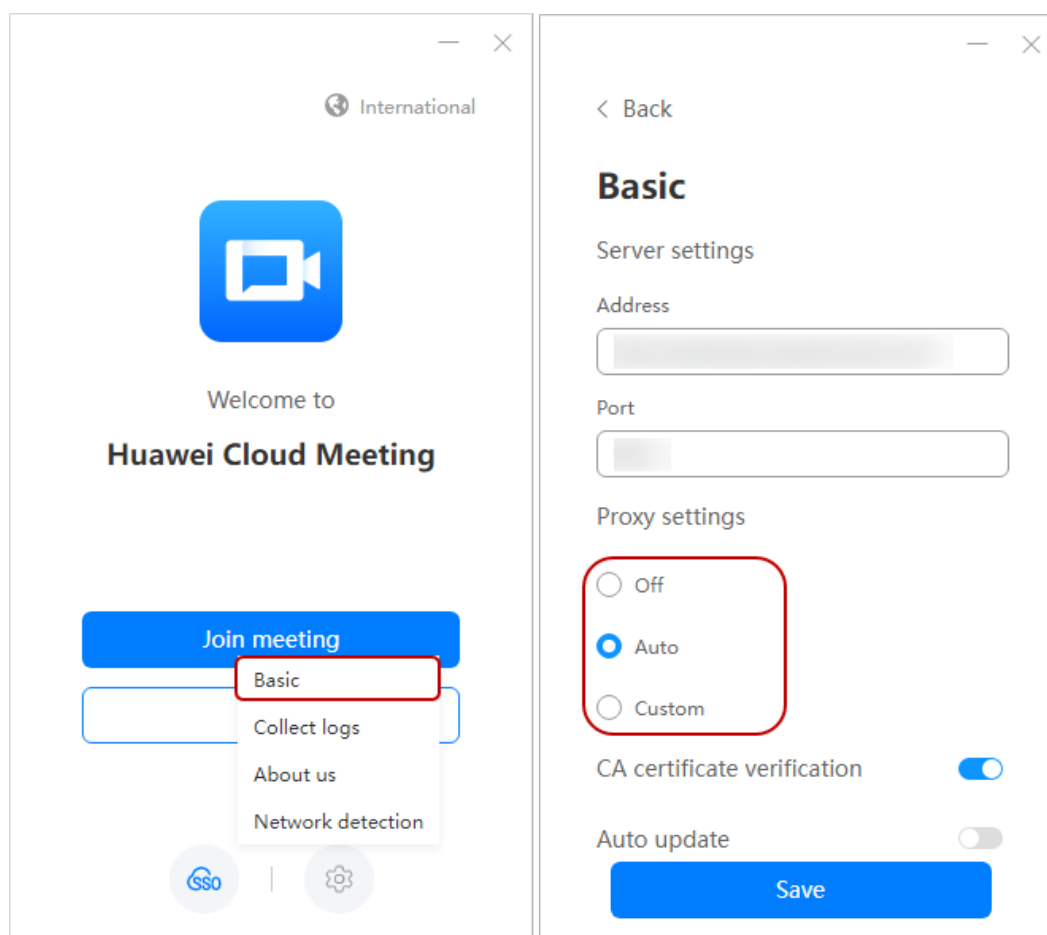 International
Welcome to
Huawei Cloud Meeting
Join meeting
Basic
Collect logs
About us
Network detection
SSO
Back
Basic
Server settings
Address
Port
Proxy settings
Off
Auto
Custom
CA certificate verification
Auto update
Save